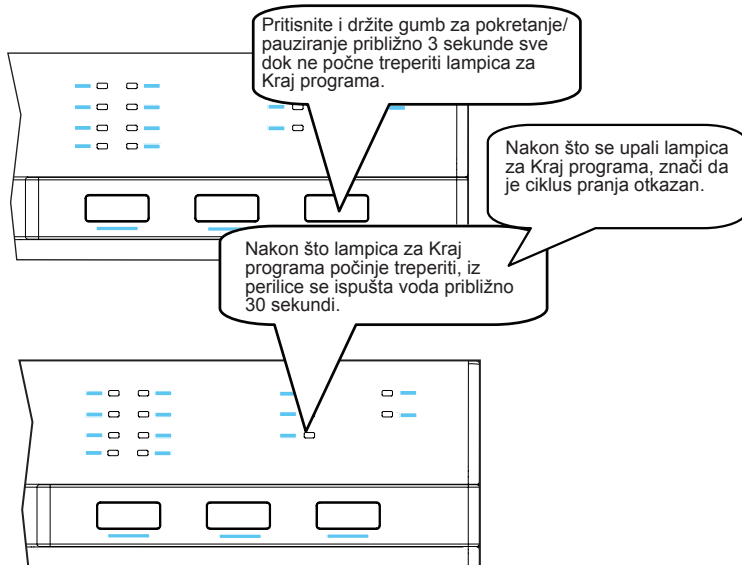 Pritisnite i držite gumb za pokretanje/
pauziranje približno 3 sekunde sve
dok ne počne treperiti lampica za
Kraj programa.
Nakon što se upali lampica
za Kraj programa, znači da
je ciklus pranja otkazan.
Nakon što lampica za Kraj
programa počinje treperiti, iz
perilice se ispušta voda približno
30 sekundi.